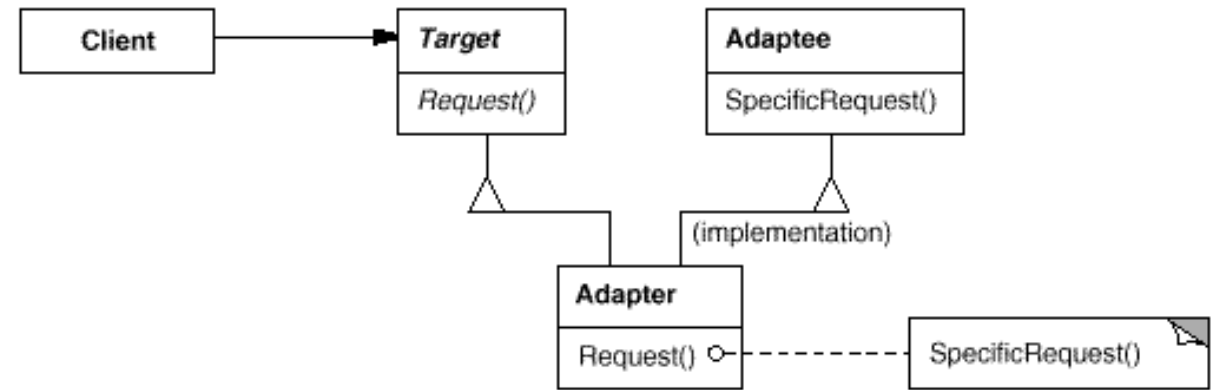 Client
Target
Request()
Adaptee
SpecificRequest()
(implementation)
Adapter
Request()
SpecificRequest()